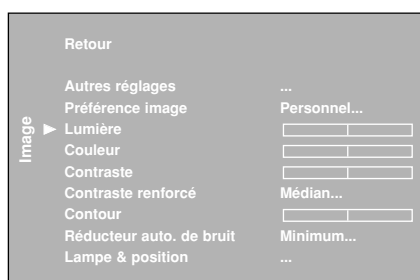 Retour
Autres réglages ...
Préférence image Personnel...
Image
Lumière
Couleur
Contraste
Contraste renforcé Médian...
Contour
Réducteur auto. de bruit Minimum...
Lampe & position ...